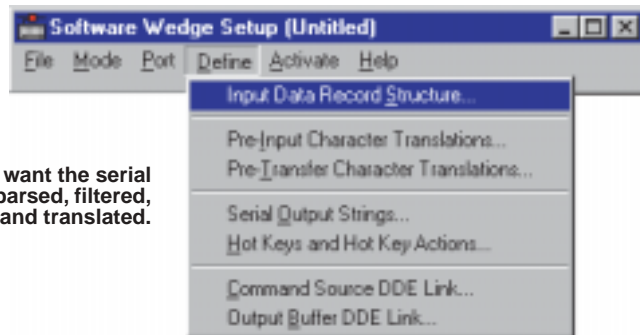 Software Wedge Setup (Untitled)
File Mode Port Define Activate Help
Input Data Record Structure...
Pre-Input Character Translations...
want the serial
Pre-Transfer Character Translations...
parsed, filtered,
and translated.
Serial Output Strings...
Hot Keys and Hot Key Actions...
Command Source DDE Link...
Output Buffer DDE Link...